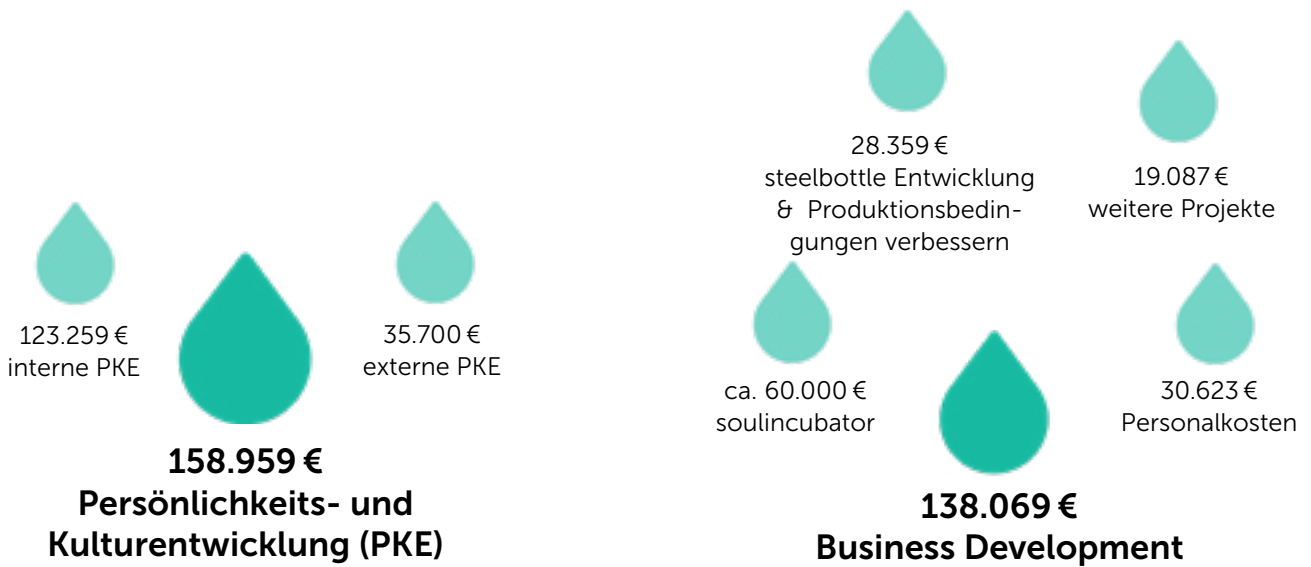 123.259 €
interne PKE
35.700 €
externe PKE
158.959 €
Persönlichkeits- und
Kulturentwicklung (PKE)
28.359 €
steelbottle Entwicklung
& Produktionsbedin-
gungen verbessern
19.087 €
weitere Projekte
ca. 60.000 €
soulincubator
30.623 €
Personalkosten
138.069 €
Business Development